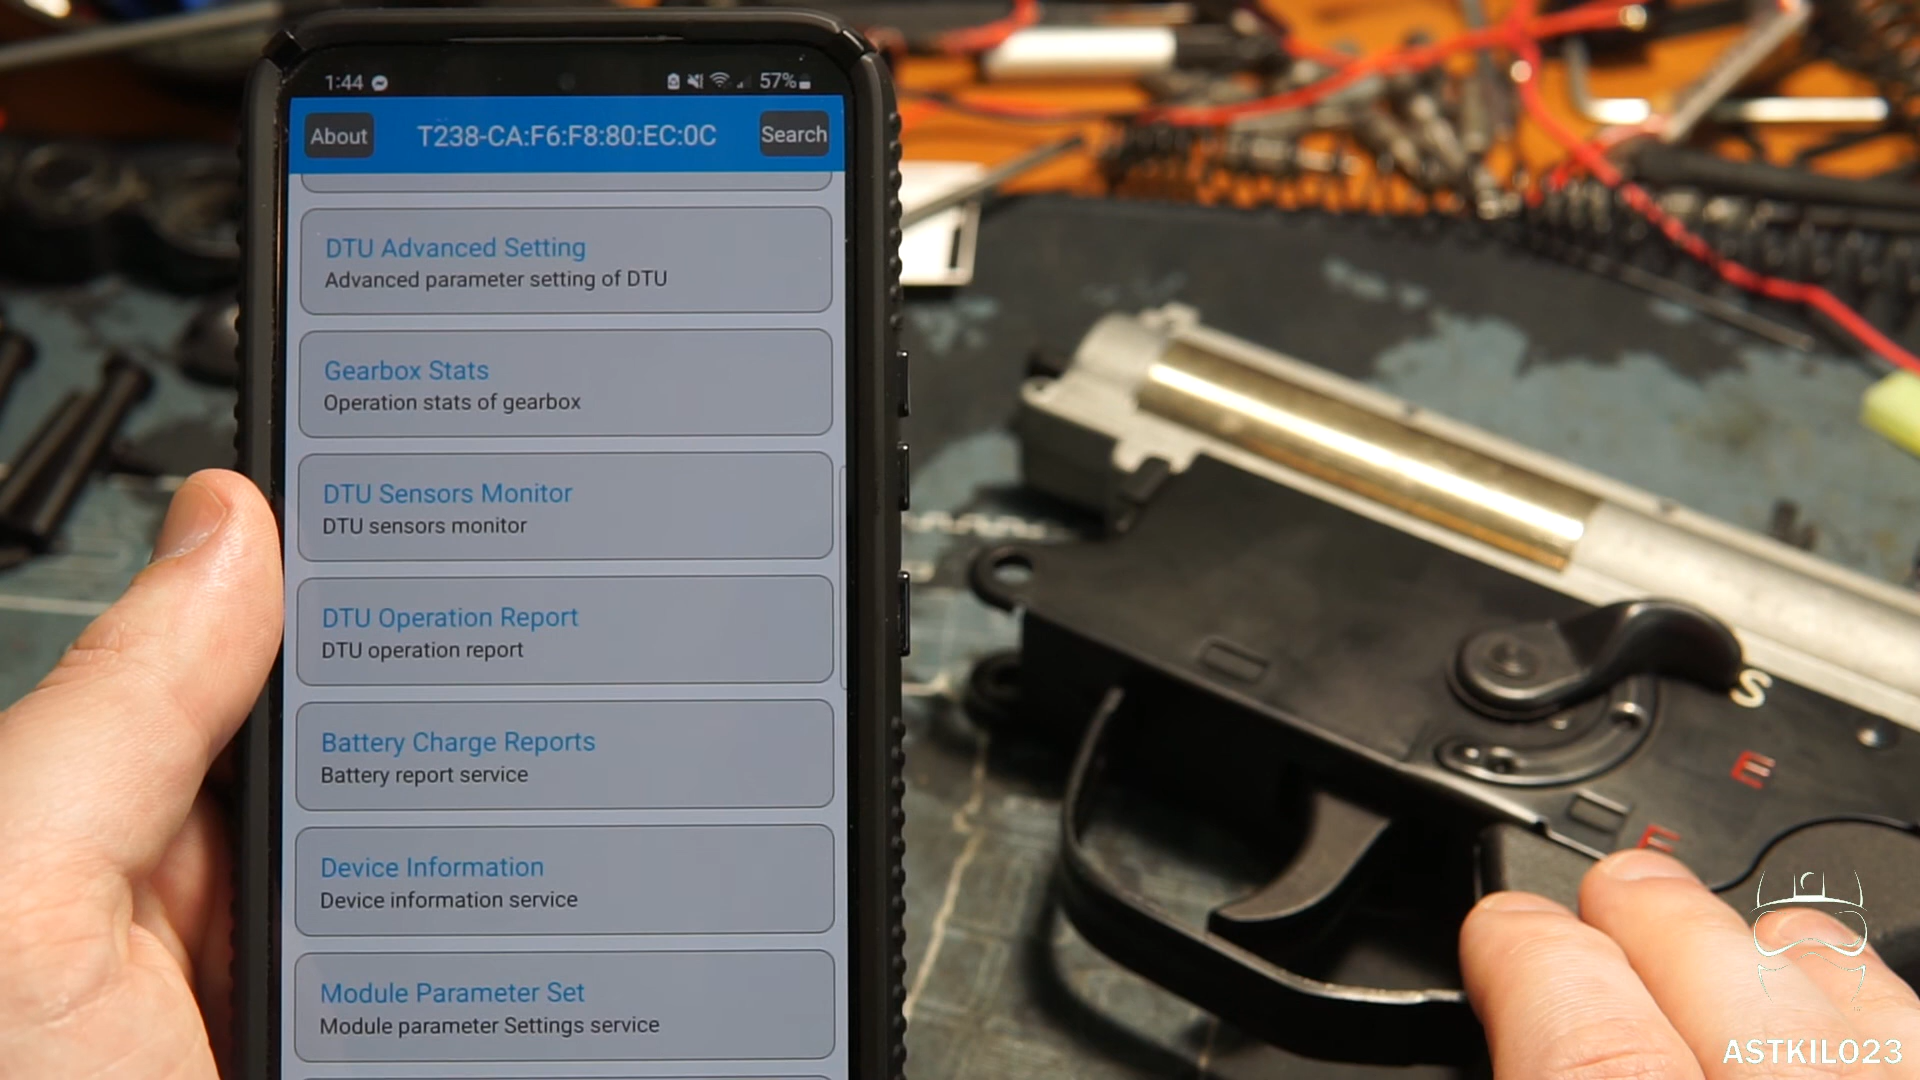 1:44
57%
About
T238-CA:F6:F8:80:EC:0C
Search
DTU Advanced Setting
Advanced parameter setting of DTU
Gearbox Stats
Operation stats of gearbox
DTU Sensors Monitor
DTU sensors monitor
DTU Operation Report
DTU operation report
Battery Charge Reports
Battery report service
Device Information
Device information service
Module Parameter Set
Module parameter Settings service
S
E
F
ASTKILO23